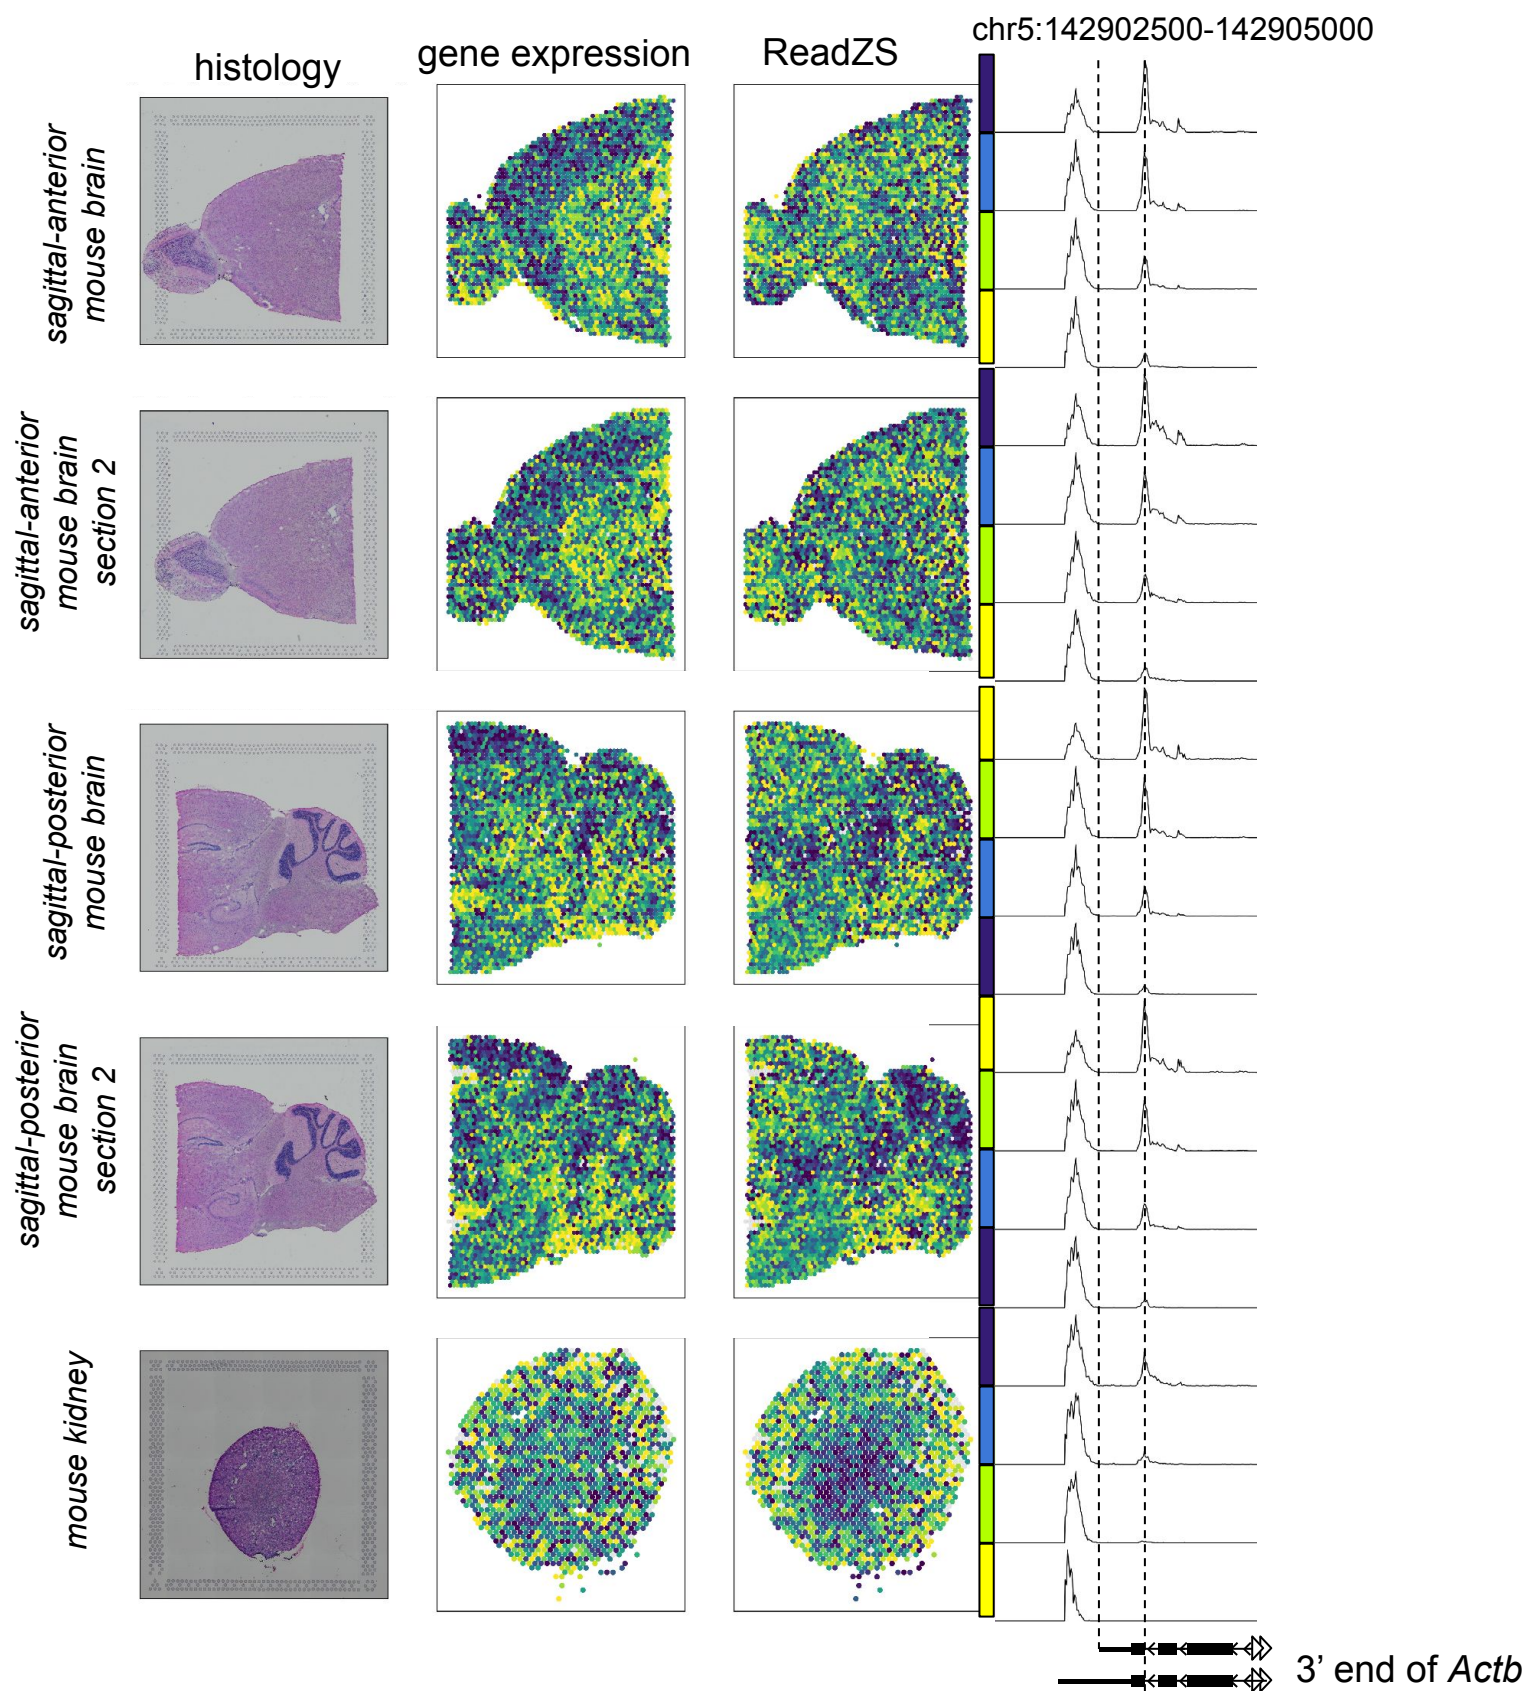 chr5:142902500-142905000
histology
gene expression
ReadZS
sagittal-anterior
mouse brain
sagittal-anterior
mouse brain
section 2
sagittal-posterior
mouse brain
sagittal-posterior
mouse brain
section 2
mouse kidney
3’ end of Actb